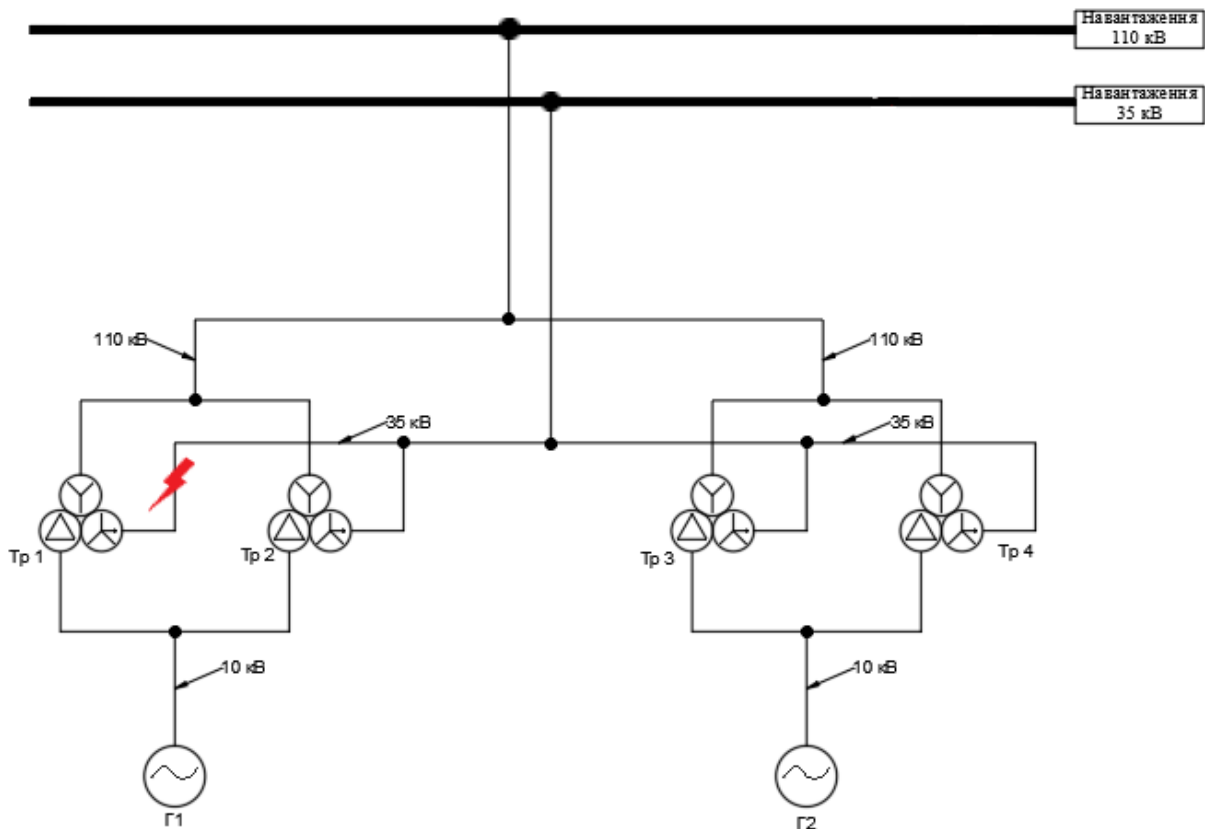 Навантаження
110 кВ
Навантаження
35 кВ
110 кВ
110 кВ
35 кВ
35 кВ
Тр 1
Тр 2
Тр 3
Тр 4
10 кВ
10 кВ
Г1
Г2